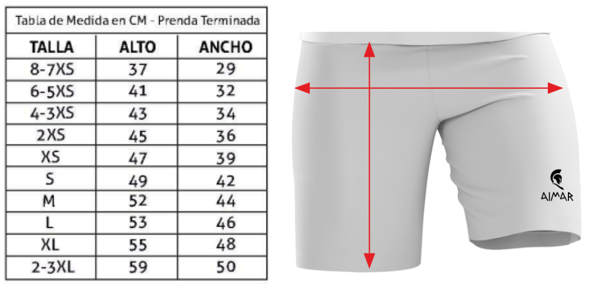 Tabla de Medida en CM - Prenda Terminada
TALLA ALTO ANCHO
8-7XS 37 29
6-5XS 41 32
4-3XS 43 34
2XS 45 36
XS 47 39
S 49 42
M 52 44
L 53 46
XL 55 48
2-3XL 59 50
AIMAR